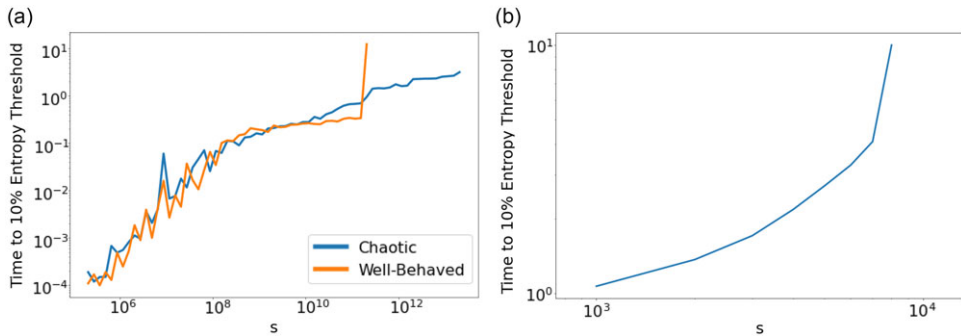 (a)
Time to 10% Entropy Threshold
10¹
10⁰
10⁻¹
10⁻²
10⁻³
10⁻⁴
10⁶
10⁸
10¹⁰
10¹²
s
Chaotic
Well-Behaved
(b)
Time to 10% Entropy Threshold
10¹
10⁰
10³
10⁴
s